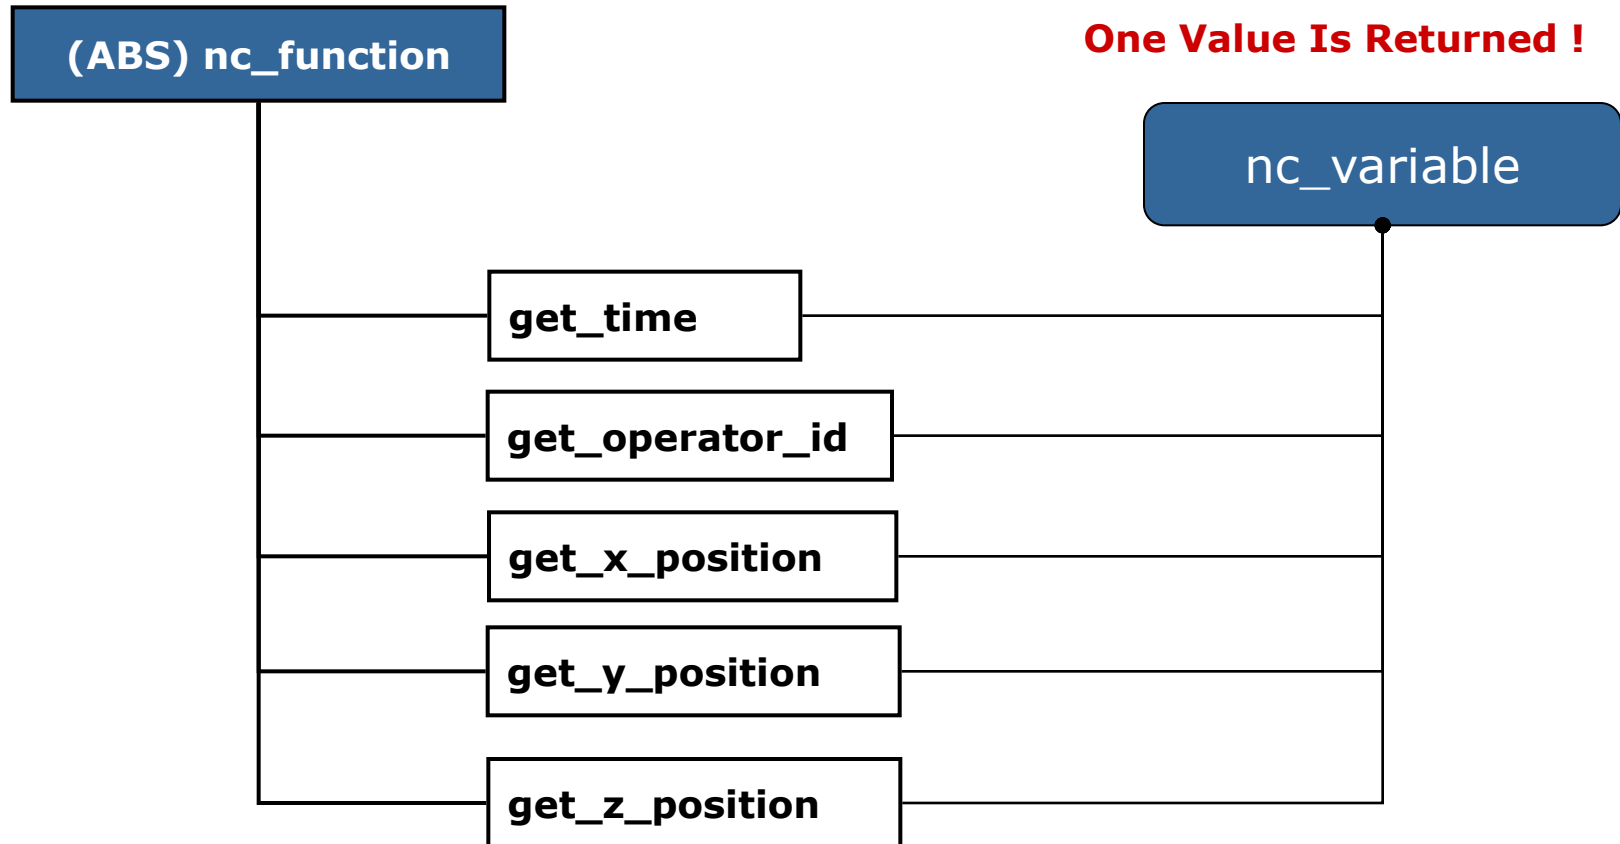 (ABS) nc_function
One Value Is Returned !
nc_variable
get_time
get_operator_id
get_x_position
get_y_position
get_z_position